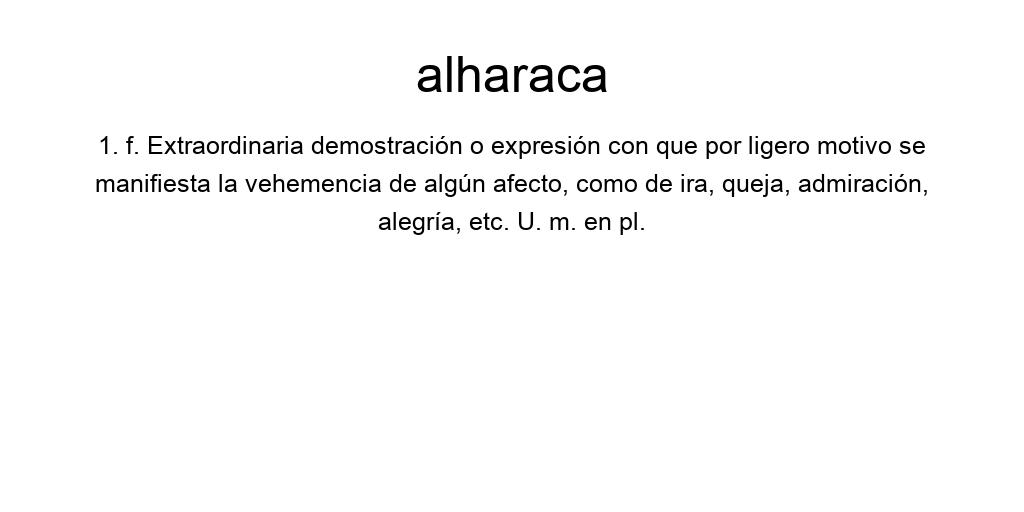 alharaca
1. f. Extraordinaria demostración o expresión con que por ligero motivo se
manifiesta la vehemencia de algún afecto, como de ira, queja, admiración,
alegría, etc. U. m. en pl.